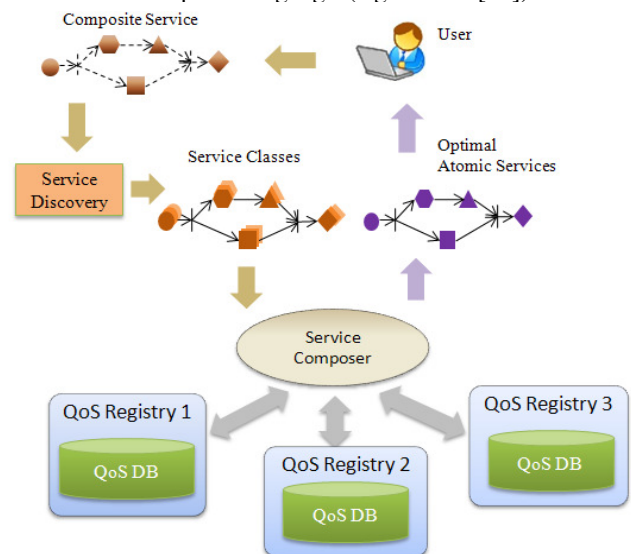 Composite Service
User
Service Classes
Optimal
Atomic Services
Service
Discovery
Service
Composer
QoS Registry 1
QoS DB
QoS Registry 2
QoS DB
QoS Registry 3
QoS DB